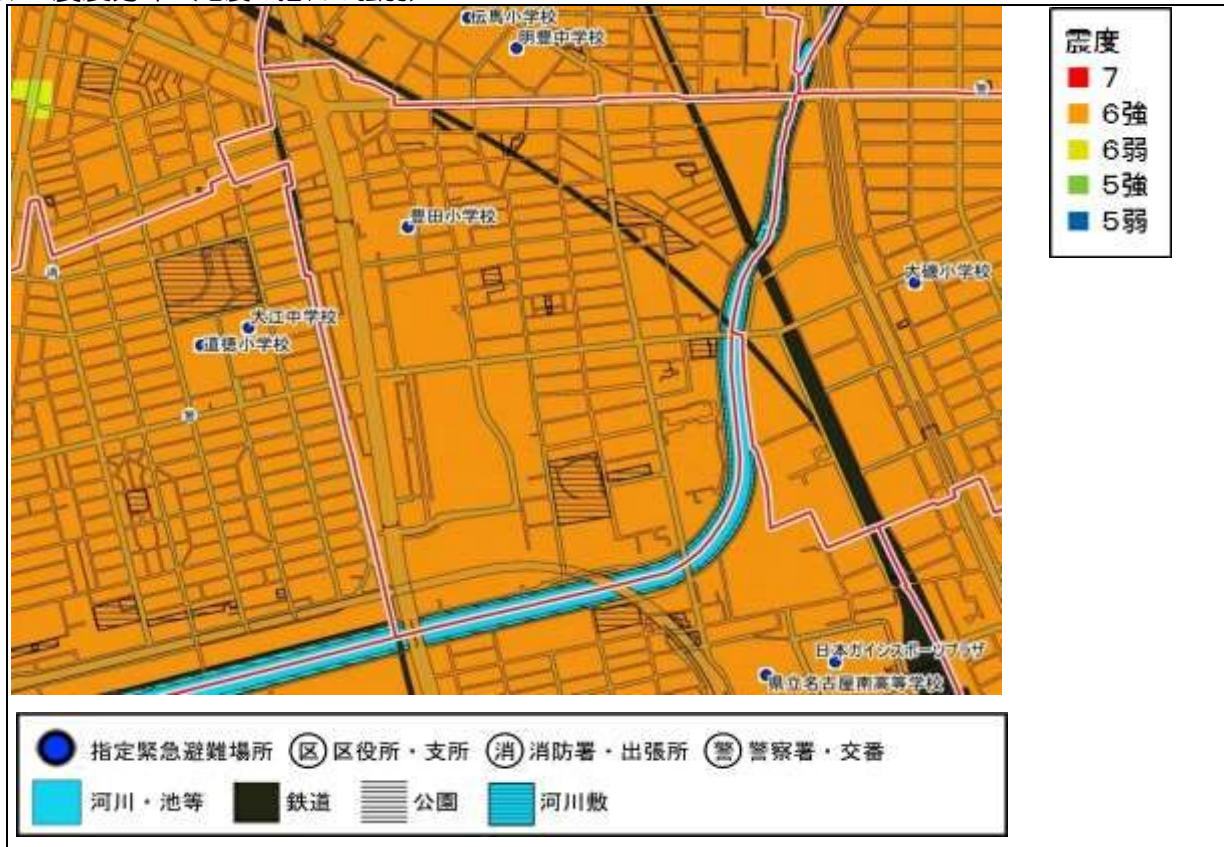 伝馬小学校
明豊中学校
警
豊田小学校
消
大磯小学校
大江中学校
道徳小学校
警
日本ガイシスポーツプラザ
県立名古屋南高等学校
震度
7
6強
6弱
5強
5弱
指定緊急避難場所 区 区役所・支所 消 消防署・出張所 警 警察署・交番
河川・池等 鉄道 公園 河川敷